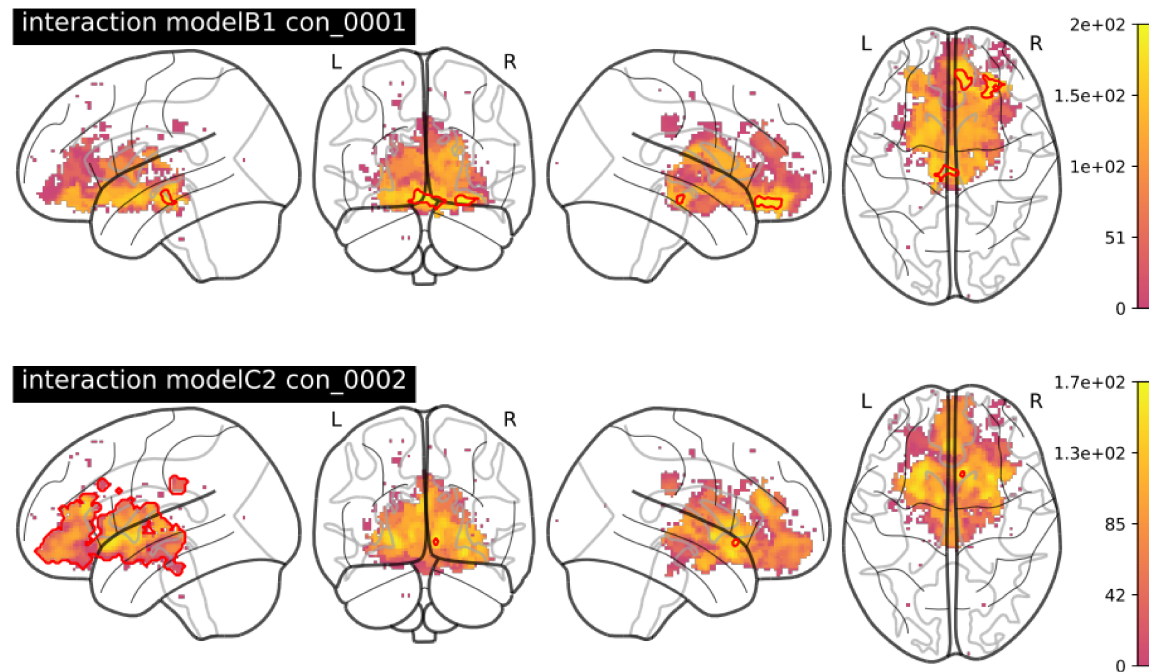 interaction modelB1 con_0001
L
R
L
R
2e+02
1.5e+02
1e+02
51
0
interaction modelC2 con_0002
L
R
L
R
1.7e+02
1.3e+02
85
42
0